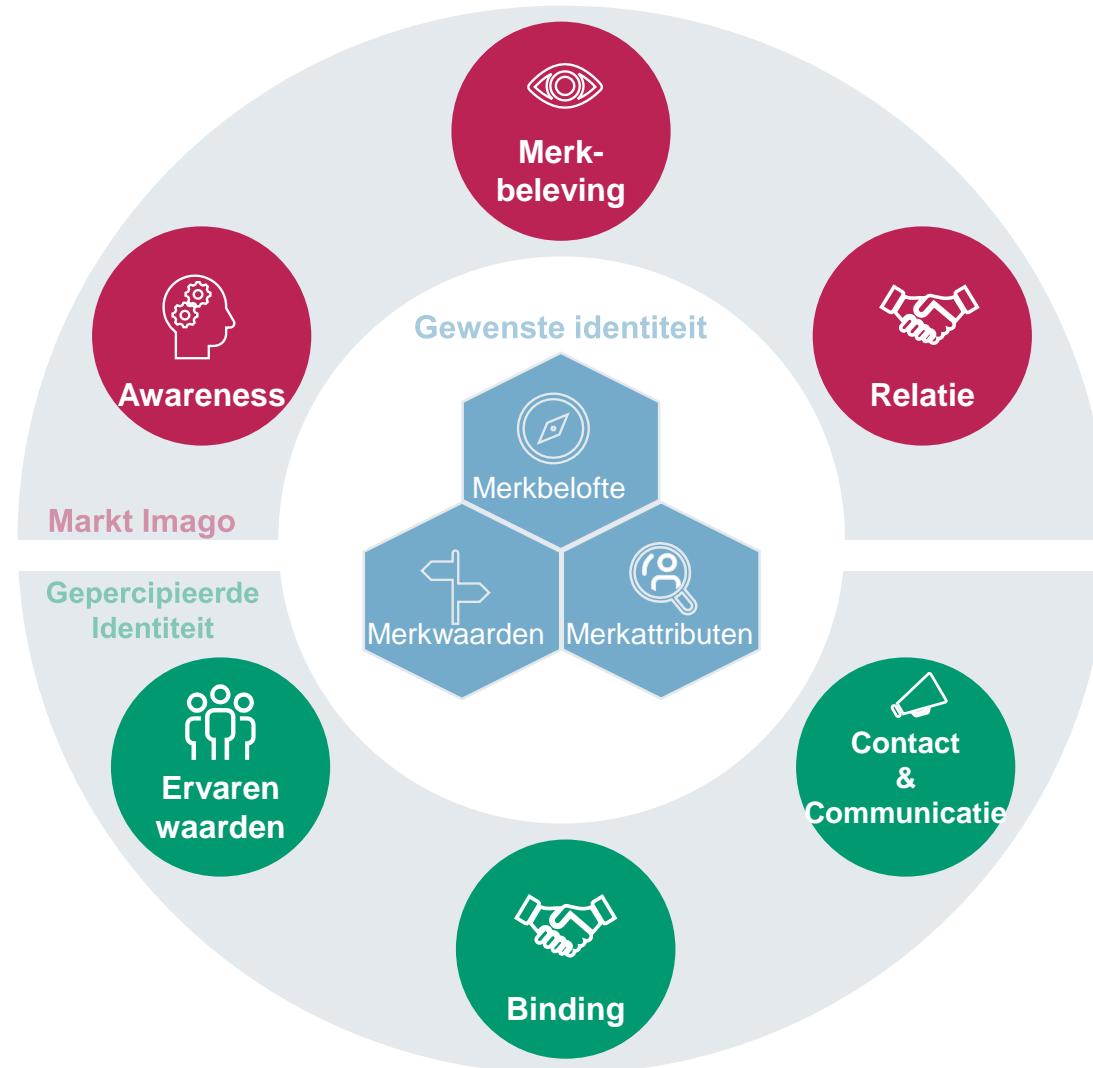 Merk-
beleving
Awareness
Relatie
Gewenste identiteit
Merkbelofte
Merkwaarden
Merkattributen
Markt Imago
Gepercipieerde
Identiteit
Ervaren
waarden
Contact
&
Communicatie
Binding